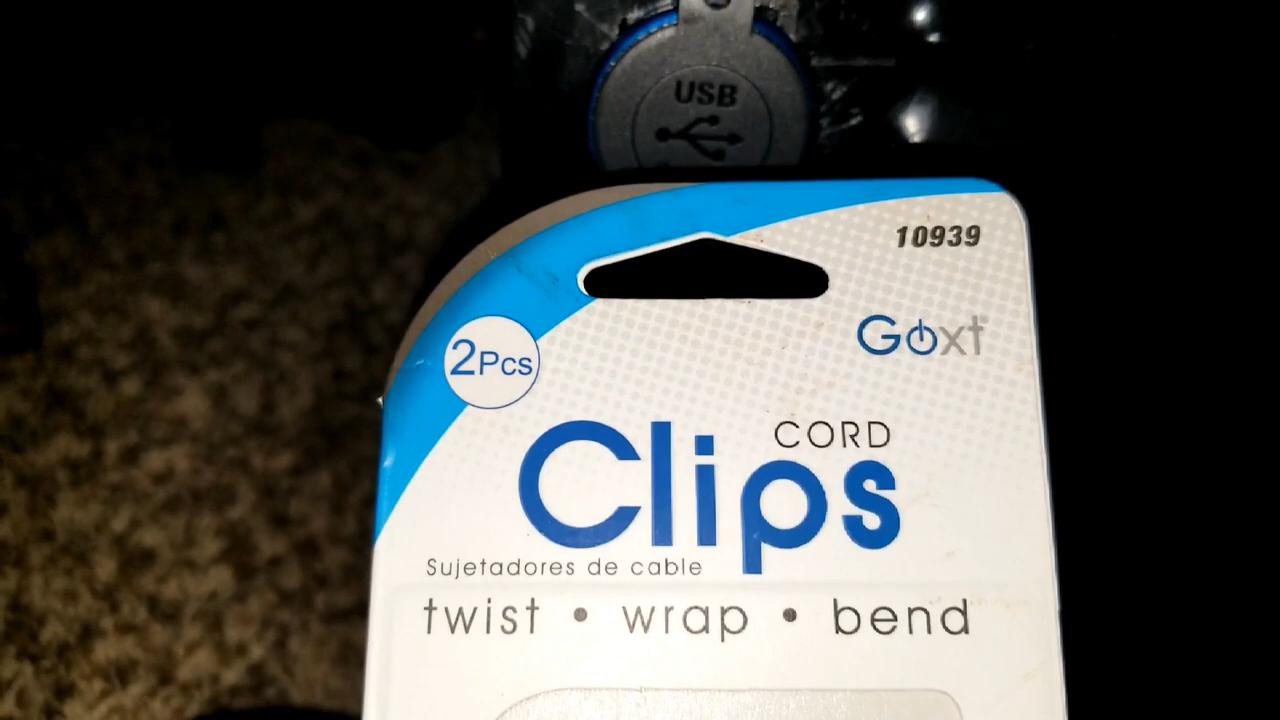 USB
10939
Goxt
2Pcs
CORD
Clips
Sujetadores de cable
twist • wrap • bend